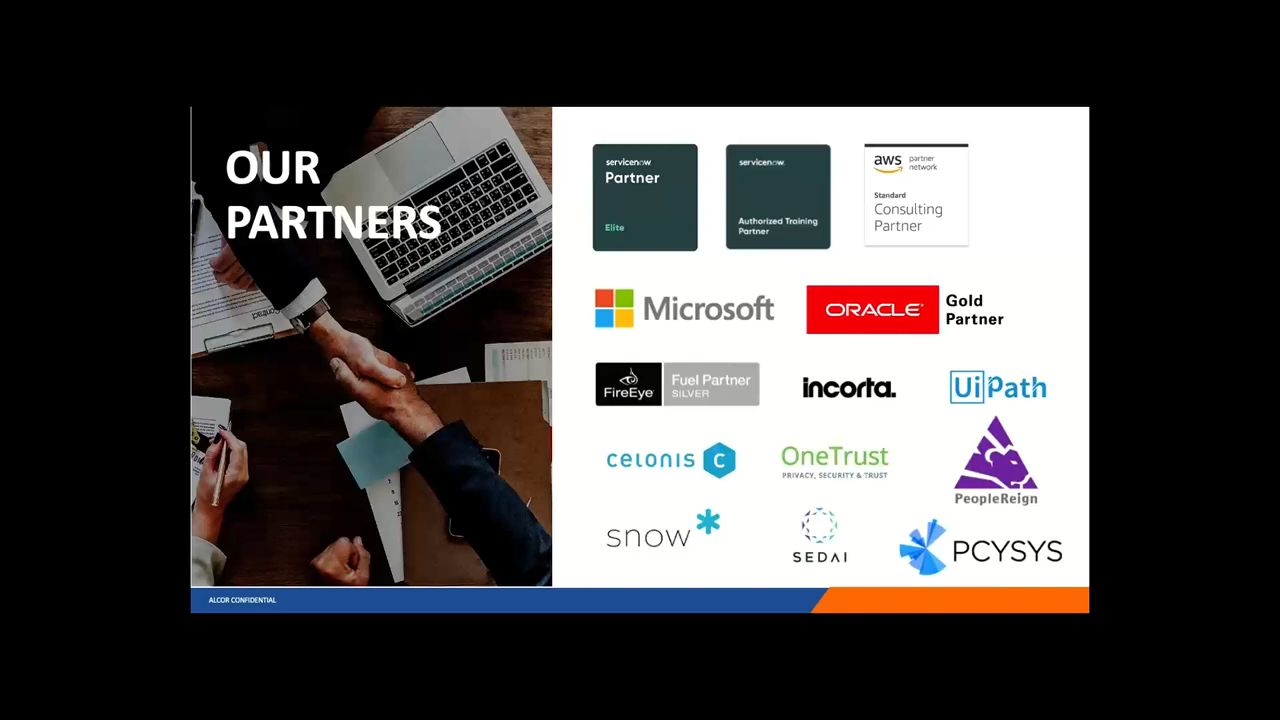 OUR
PARTNERS
servicenow
Partner
Elite
servicenow
Authorized Training
Partner
aws partner
network
Standard
Consulting
Partner
Microsoft
ORACLE Gold
Partner
FireEye Fuel Partner
SILVER
incorta.
UiPath
celonis C
OneTrust
PRIVACY, SECURITY & TRUST
PeopleReign
snow
SEDAI
PCYSYS
Contract
ALCOR CONFIDENTIAL